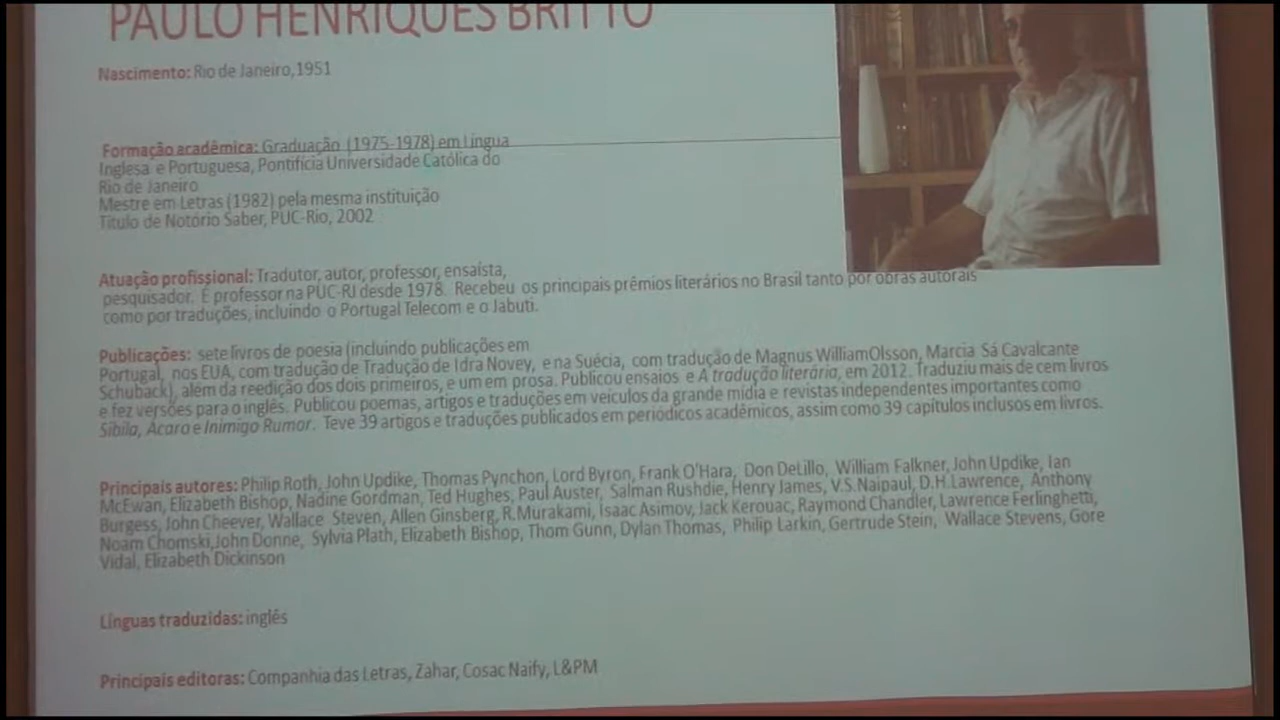 PAULO HENRIQUES BRITTO
Nascimento: Rio de Janeiro,1951
Formação acadêmica: Graduação (1975-1978) em Língua
Inglesa e Portuguesa, Pontifícia Universidade Católica do
Rio de Janeiro
Mestre em Letras (1982) pela mesma instituição
Título de Notório Saber, PUC-Rio, 2002
Atuação profissional: Tradutor, autor, professor, ensaísta,
pesquisador. É professor na PUC-RJ desde 1978. Recebeu os principais prêmios literários no Brasil tanto por obras autorais
como por traduções, incluindo o Portugal Telecom e o Jabuti.
Publicações: sete livros de poesia (incluindo publicações em
Portugal, nos EUA, com tradução de Tradução de Idra Novey, e na Suécia, com tradução de Magnus WilliamOlsson, Marcia Sá Cavalcante
Schuback), além da reedição dos dois primeiros, e um em prosa. Publicou ensaios e A tradução literária, em 2012. Traduziu mais de cem livros
e fez versões para o inglês. Publicou poemas, artigos e traduções em veículos da grande mídia e revistas independentes importantes como
Sibila, Ácaro e Inimigo Rumor. Teve 39 artigos e traduções publicados em periódicos acadêmicos, assim como 39 capítulos inclusos em livros.
Principais autores: Philip Roth, John Updike, Thomas Pynchon, Lord Byron, Frank O'Hara, Don DeLillo, William Falkner, John Updike, Ian
McEwan, Elizabeth Bishop, Nadine Gordman, Ted Hughes, Paul Auster, Salman Rushdie, Henry James, V.S.Naipaul, D.H.Lawrence, Anthony
Burgess, John Cheever, Wallace Steven, Allen Ginsberg, R.Murakami, Isaac Asimov, Jack Kerouac, Raymond Chandler, Lawrence Ferlinghetti,
Noam Chomski,John Donne, Sylvia Plath, Elizabeth Bishop, Thom Gunn, Dylan Thomas, Philip Larkin, Gertrude Stein, Wallace Stevens, Gore
Vidal, Elizabeth Dickinson
Línguas traduzidas: inglês
Principais editoras: Companhia das Letras, Zahar, Cosac Naify, L&PM